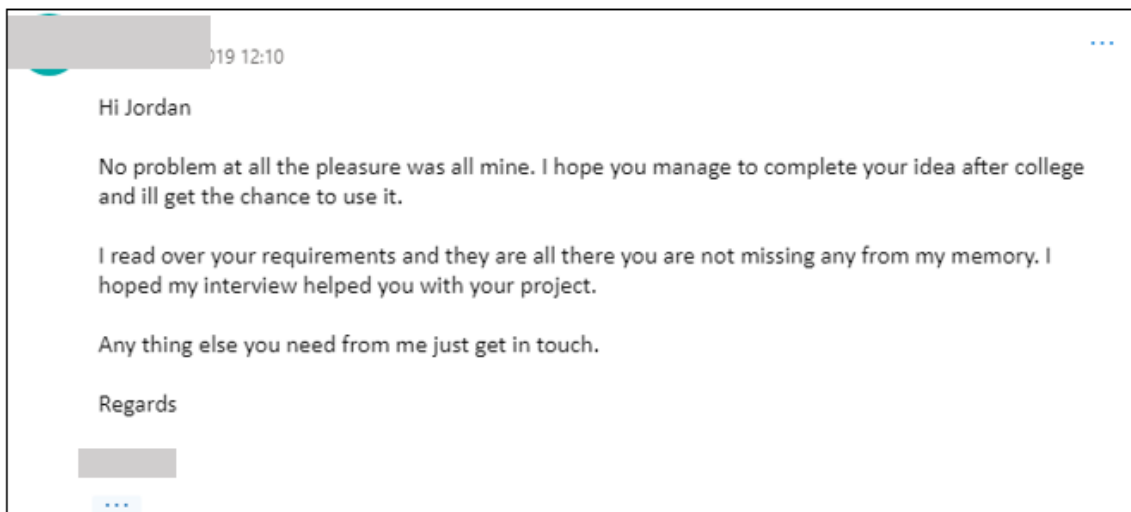 019 12:10
Hi Jordan
No problem at all the pleasure was all mine. I hope you manage to complete your idea after college
and ill get the chance to use it.
I read over your requirements and they are all there you are not missing any from my memory. I
hoped my interview helped you with your project.
Any thing else you need from me just get in touch.
Regards